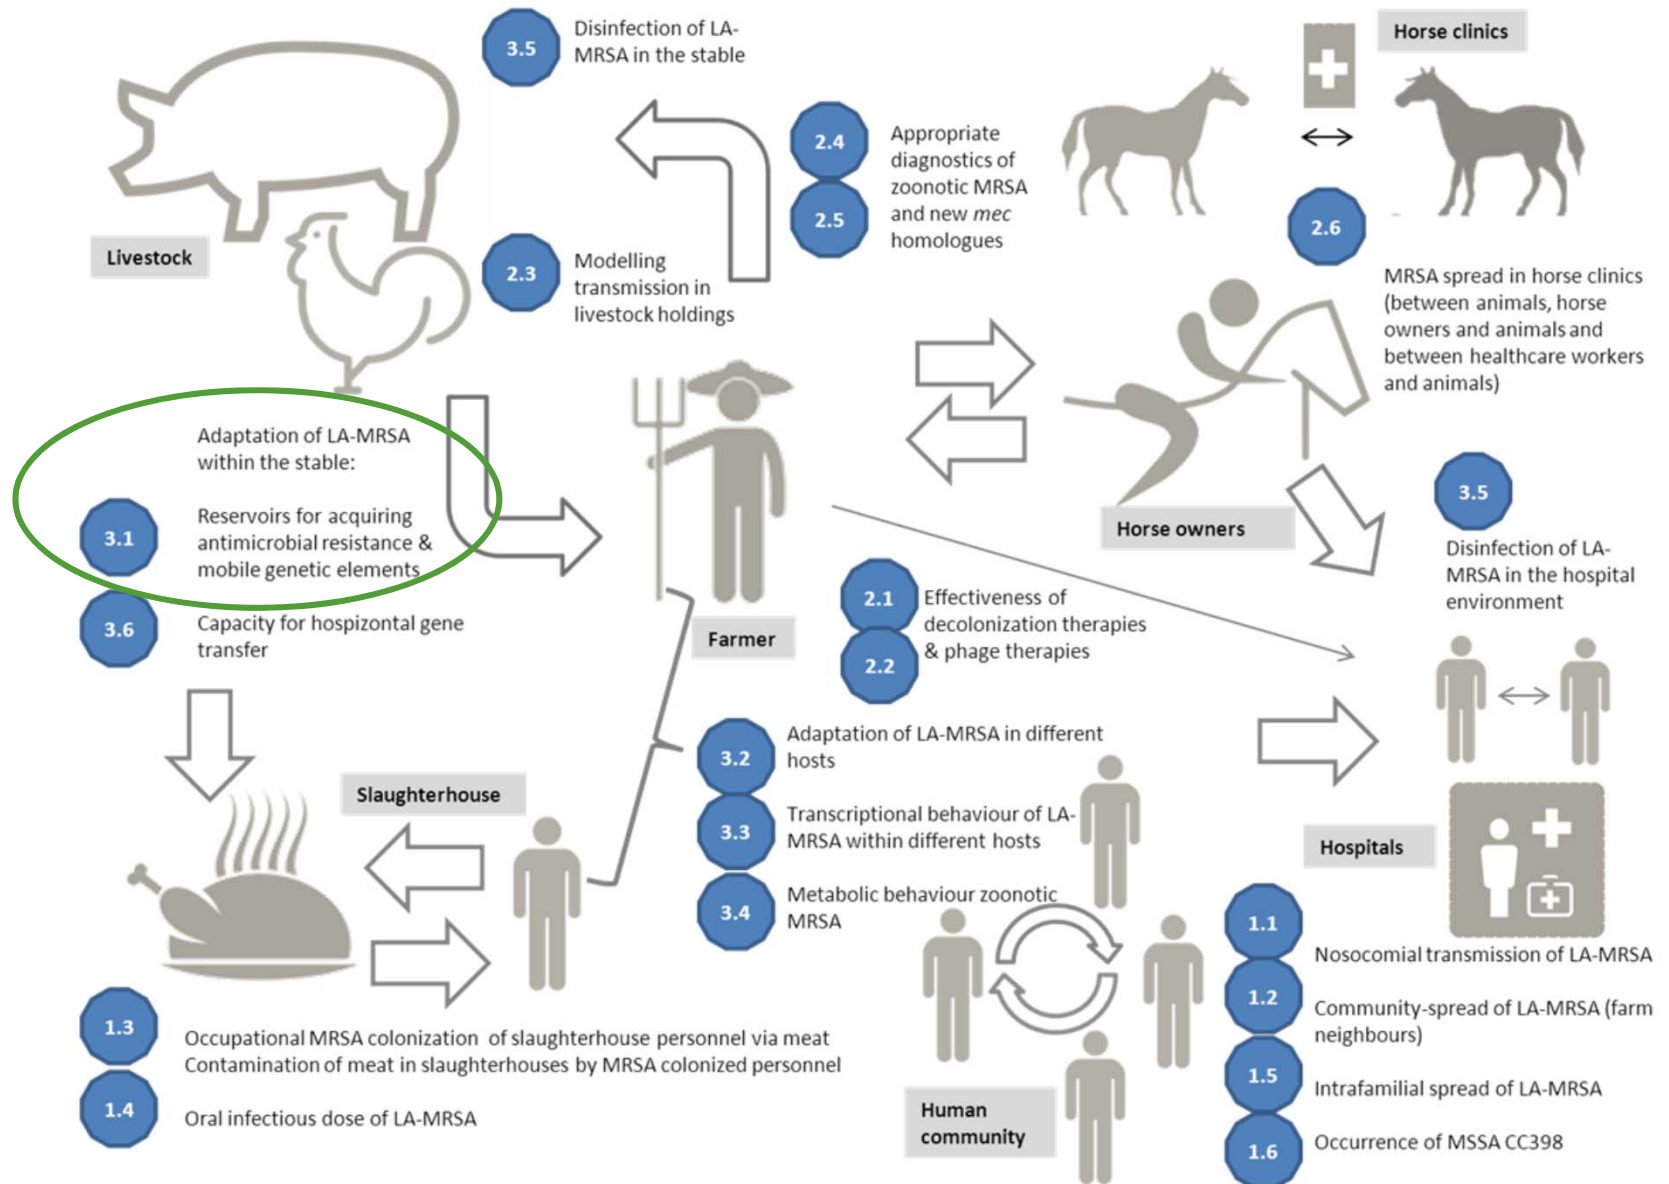 3.5
Disinfection of LA-
MRSA in the stable
Horse clinics
2.4
2.5
Appropriate
diagnostics of
zoonotic MRSA
and new mec
homologues
Livestock
2.3
Modelling
transmission in
livestock holdings
2.6
MRSA spread in horse clinics
(between animals, horse
owners and animals and
between healthcare workers
and animals)
Adaptation of LA-MRSA
within the stable:
3.1
Reservoirs for acquiring
antimicrobial resistance &
mobile genetic elements
3.6
Capacity for hospizontal gene
transfer
Farmer
Horse owners
3.5
Disinfection of LA-
MRSA in the hospital
environment
2.1
2.2
Effectiveness of
decolonization therapies
& phage therapies
3.2
Adaptation of LA-MRSA in different
hosts
3.3
Transcriptional behaviour of LA-
MRSA within different hosts
3.4
Metabolic behaviour zoonotic
MRSA
Slaughterhouse
Hospitals
1.3
Occupational MRSA colonization of slaughterhouse personnel via meat
Contamination of meat in slaughterhouses by MRSA colonized personnel
1.4
Oral infectious dose of LA-MRSA
Human
community
1.1
Nosocomial transmission of LA-MRSA
1.2
Community-spread of LA-MRSA (farm
neighbours)
1.5
Intrafamilial spread of LA-MRSA
1.6
Occurrence of MSSA CC398